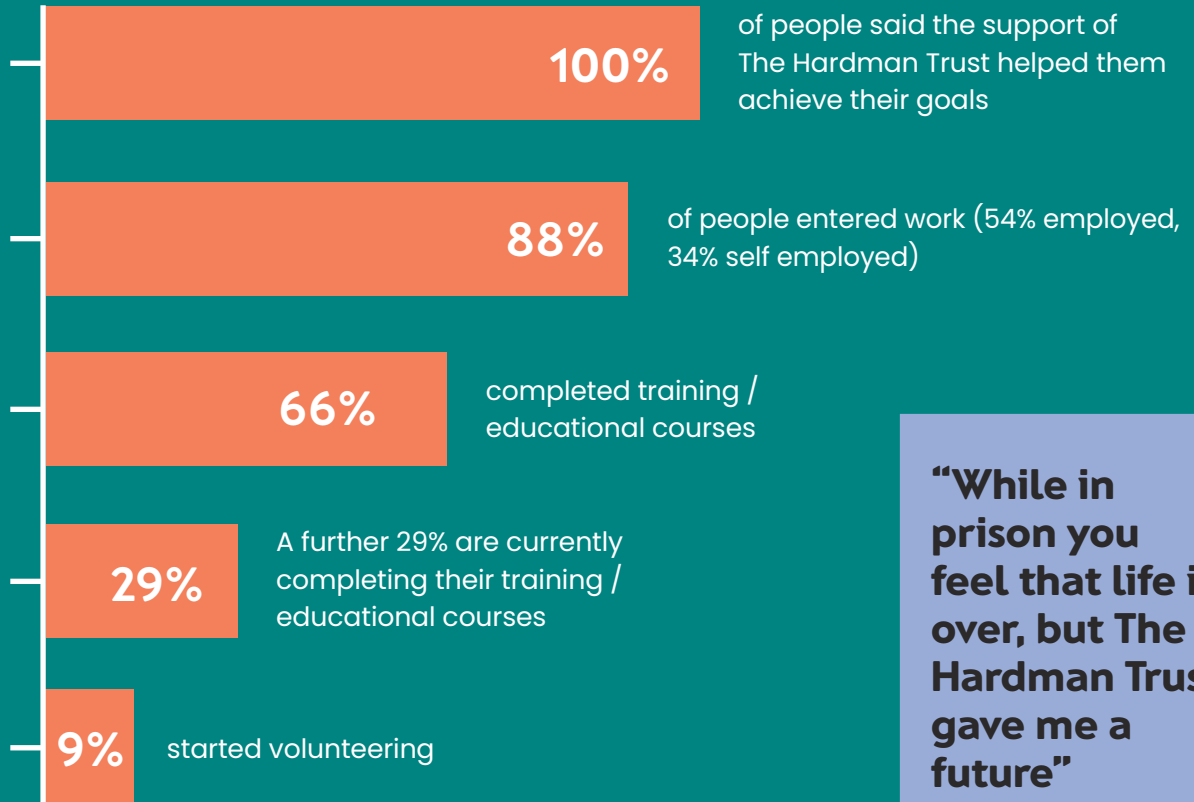 100%
of people said the support of
The Hardman Trust helped them
achieve their goals
88%
of people entered work (54% employed,
34% self employed)
66%
completed training /
educational courses
29%
A further 29% are currently
completing their training /
educational courses
9%
started volunteering
“While in
prison you
feel that life
over, but The
Hardman
gave me a
future”